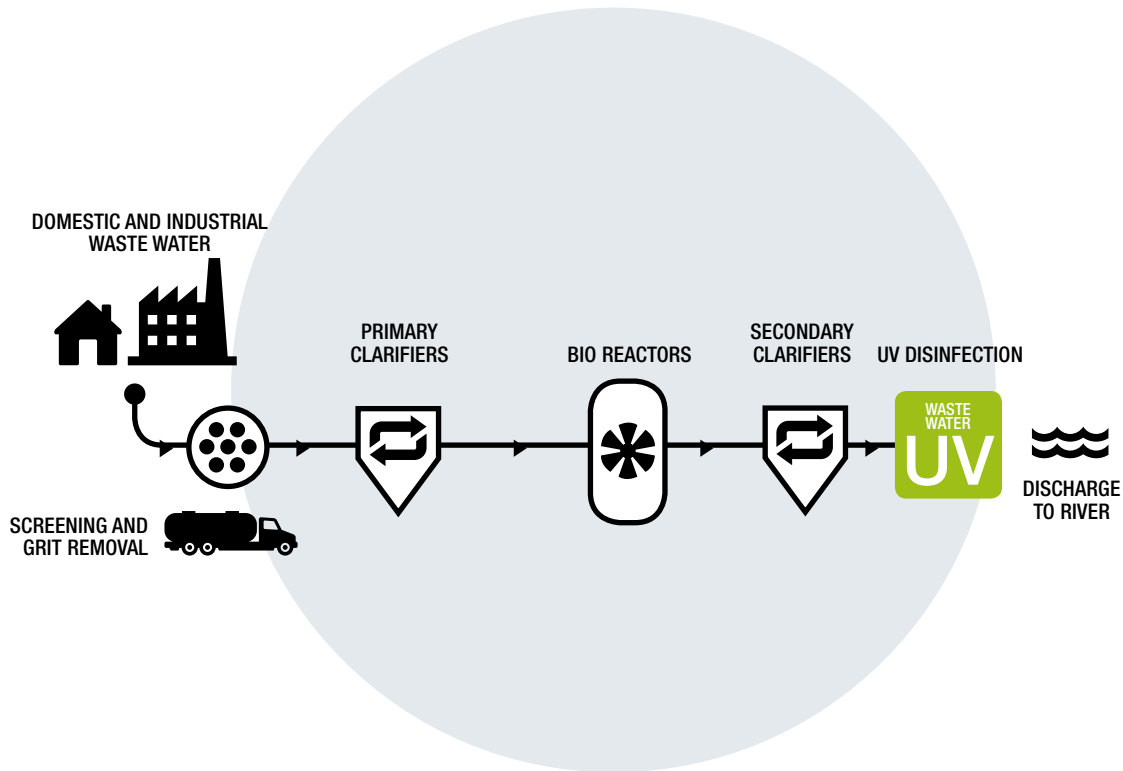 DOMESTIC AND INDUSTRIAL
WASTE WATER
PRIMARY
CLARIFIERS
BIO REACTORS
SECONDARY
CLARIFIERS
UV DISINFECTION
WASTE
WATER
UV
DISCHARGE
TO RIVER
SCREENING AND
GRIT REMOVAL